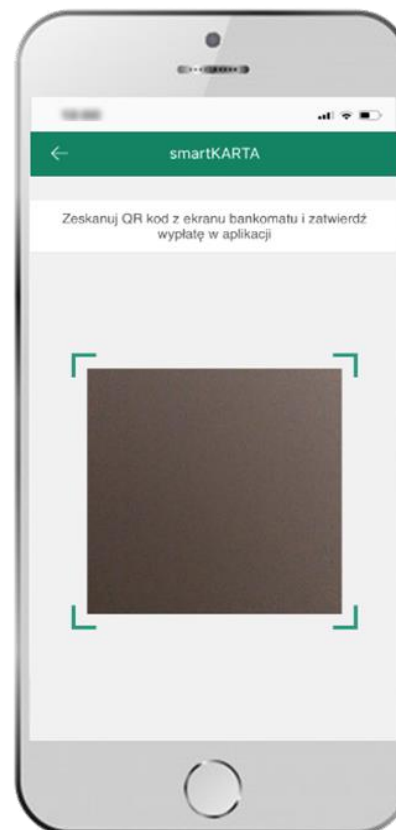 smartKARTA
Zeskanuj QR kod z ekranu bankomatu i zatwierdź
wypłatę w aplikacji